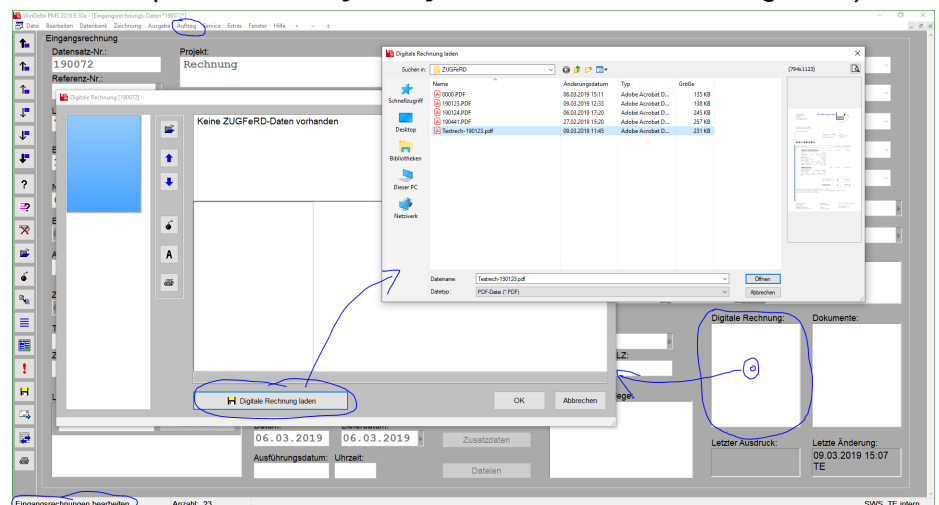 WinDelta PMS 2019 9.30a - [Eingangsrechnungs-Daten *190072*]
Datei Bearbeiten Datenbank Zeichnung Ausgabe Auftrag Service Extras Fenster Hilfe + − ±
Eingangsrechnung
Datensatz-Nr.: Projekt:
190072 Rechnung
Referenz-Nr.:
Digitale Rechnung [190072]
Keine ZUGFeRD-Daten vorhanden
A
Digitale Rechnung laden
OK
Abbrechen
Digitale Rechnung laden
Suchen in: ZUGFeRD
(794x1123)
Name Änderungsdatum Typ Größe
0000.PDF 06.03.2019 15:11 Adobe Acrobat D... 135 KB
190123.PDF 09.03.2019 12:33 Adobe Acrobat D... 138 KB
190124.PDF 06.03.2019 17:20 Adobe Acrobat D... 245 KB
190441.PDF 27.02.2019 15:20 Adobe Acrobat D... 257 KB
Testrech-190123.pdf 09.03.2019 11:45 Adobe Acrobat D... 231 KB
Schnellzugriff
Desktop
Bibliotheken
Dieser PC
Netzwerk
Dateiname: Testrech-190123.pdf Öffnen
Dateityp: PDF-Datei (*.PDF) Abbrechen
Digitale Rechnung: Dokumente:
LZ:
ege:
06.03.2019 06.03.2019 Zusatzdaten
Ausführungsdatum: Uhrzeit:
Dateien
Letzter Ausdruck: Letzte Änderung:
09.03.2019 15:07
TE
Eingangsrechnungen bearbeiten Anzahl: 23 SWS, TE intern